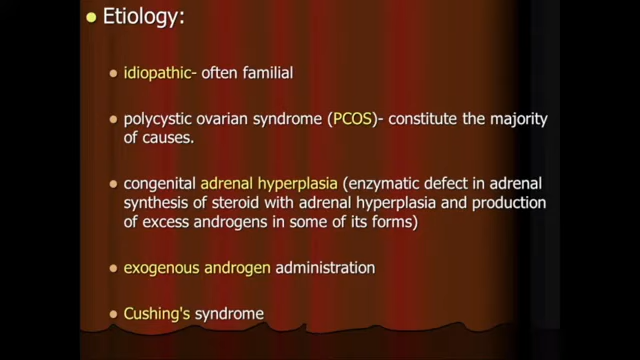 Etiology:
idiopathic- often familial
polycystic ovarian syndrome (PCOS)- constitute the majority
of causes.
congenital adrenal hyperplasia (enzymatic defect in adrenal
synthesis of steroid with adrenal hyperplasia and production
of excess androgens in some of its forms)
exogenous androgen administration
Cushing's syndrome